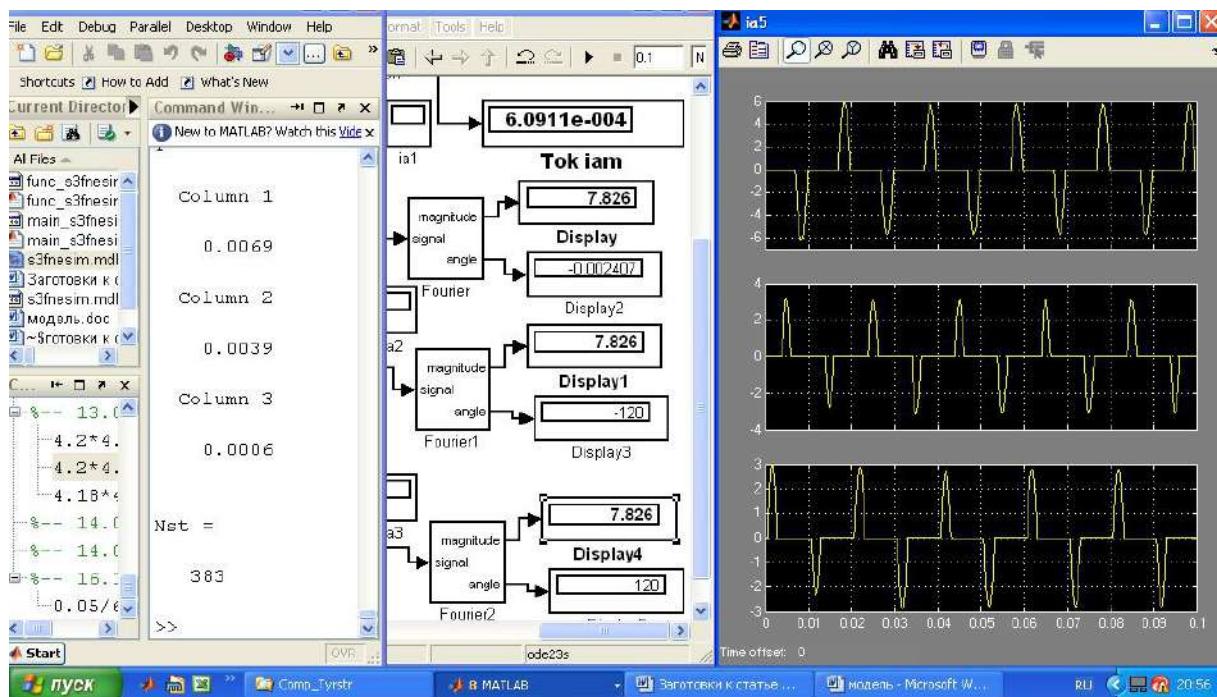 File Edit Debug Parallel Desktop Window Help
Shortcuts How to Add What's New
Current Director
All Files
func_s3fnesir
func_s3fnesir
main_s3fnesi
main_s3fnesi
s3fnesim.mdl
Заготовки к с
s3fnesim.mdl
модель.doc
~$готовки к с
C...
%-- 13.0
4.2*4.
4.2*4.
4.18*4
%-- 14.0
%-- 14.0
%-- 16.
0.05/6
Start
Command Win...
New to MATLAB? Watch this Vide
Column 1
0.0069
Column 2
0.0039
Column 3
0.0006
Nst =
383
>>
OVR
ormat Tools Help
0.1 N
6.0911e-004
ia1
Tok iam
7.826
magnitude
signal
angle
Display
-0.002407
Fourier
Display2
a2
7.826
magnitude
signal
angle
Display1
-120
Fourier1
Display3
a3
7.826
magnitude
signal
angle
Display4
120
Fourier2
ode23s
ia5
6
4
2
0
-2
-4
-6
4
2
0
-2
-4
3
2
1
0
-1
-2
-3
0 0.01 0.02 0.03 0.04 0.05 0.06 0.07 0.08 0.09 0.1
Time offset: 0
пуск
Comp_Tyrstr
8 MATLAB
Заготовки к статье ...
модель - Microsoft W...
RU
20:56